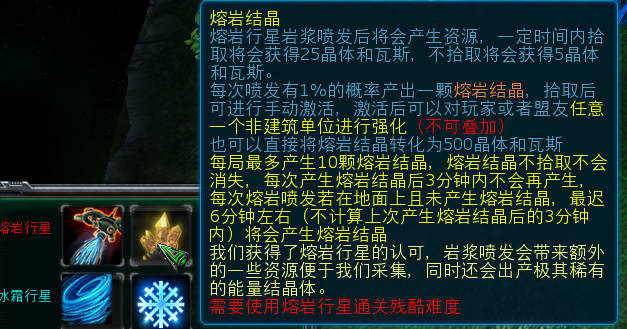 熔岩结晶
熔岩行星岩浆喷发后将会产生资源，一定时间内拾
取将会获得25晶体和瓦斯，不拾取将会获得5晶体
和瓦斯。
每次喷发有1%的概率产出一颗熔岩结晶，拾取后
可进行手动激活，激活后可以对玩家或者盟友任意
一个非建筑单位进行强化（不可叠加）
也可以直接将熔岩结晶转化为500晶体和瓦斯
每局最多产生10颗熔岩结晶，熔岩结晶不拾取不会
消失，每次产生熔岩结晶后3分钟内不会再产生，
每次熔岩喷发若在地面上且未产生熔岩结晶，最迟
6分钟左右（不计算上次产生熔岩结晶后的3分钟
内）将会产生熔岩结晶
我们获得了熔岩行星的认可，岩浆喷发会带来额外
的一些资源便于我们采集，同时还会出产极其稀有
的能量结晶体。
需要使用熔岩行星通关残酷难度
熔岩行星
冰霜行星